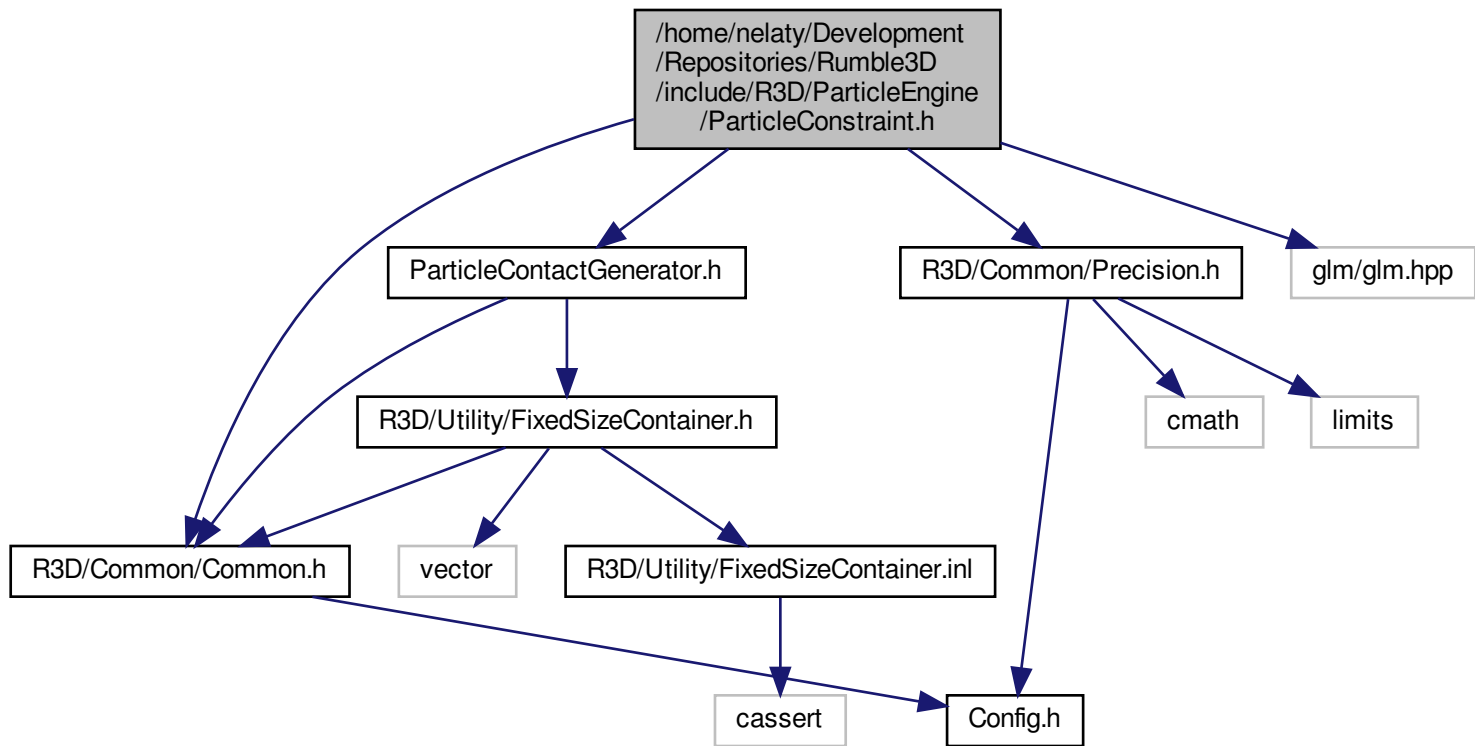 /home/nelaty/Development
/Repositories/Rumble3D
/include/R3D/ParticleEngine
/ParticleConstraint.h
ParticleContactGenerator.h
R3D/Common/Precision.h
glm/glm.hpp
R3D/Utility/FixedSizeContainer.h
cmath
limits
R3D/Common/Common.h
vector
R3D/Utility/FixedSizeContainer.inl
cassert
Config.h